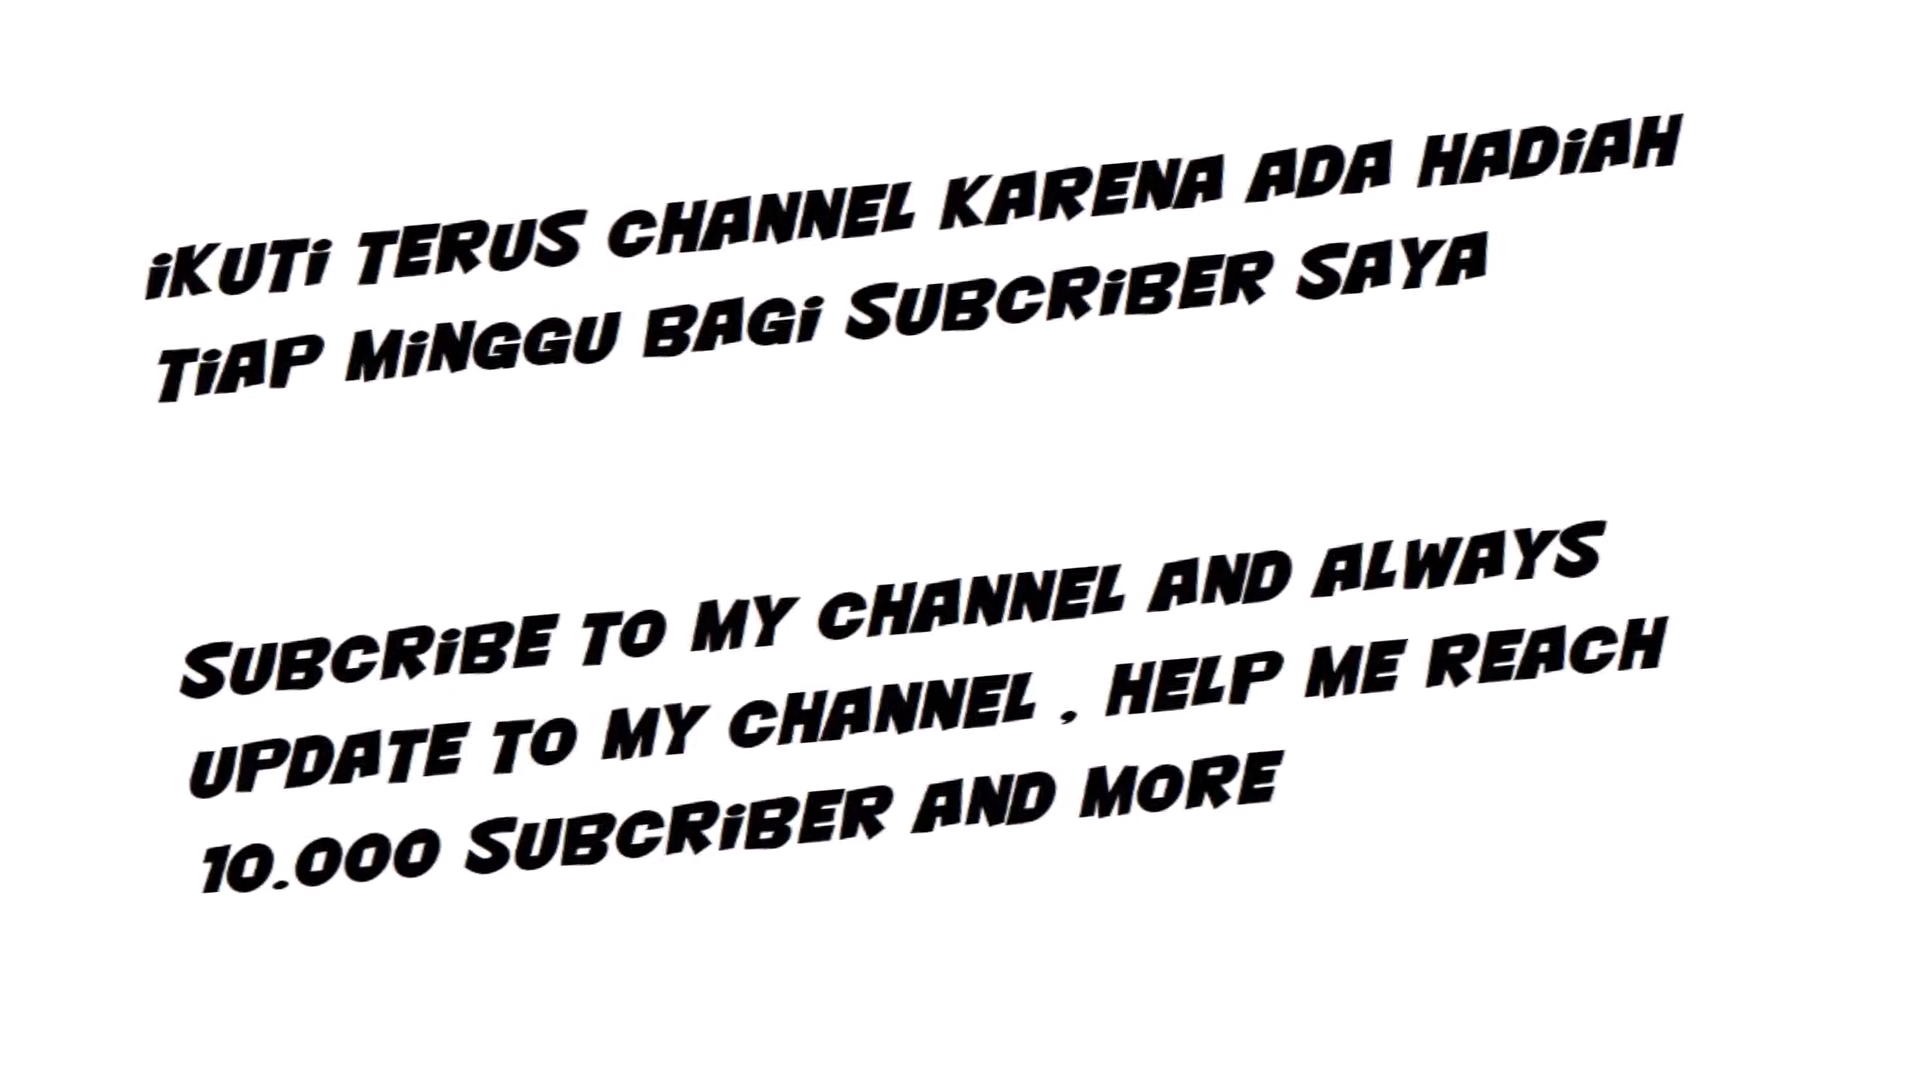 iKUTi TERUS CHANNEL KARENA ADA HADiAH
TiAP MiNGGU BAGi SUBCRiBER SAYA
SUBCRiBE TO MY CHANNEL AND ALWAYS
UPDATE TO MY CHANNEL , HELP ME REACH
10.000 SUBCRiBER AND MORE